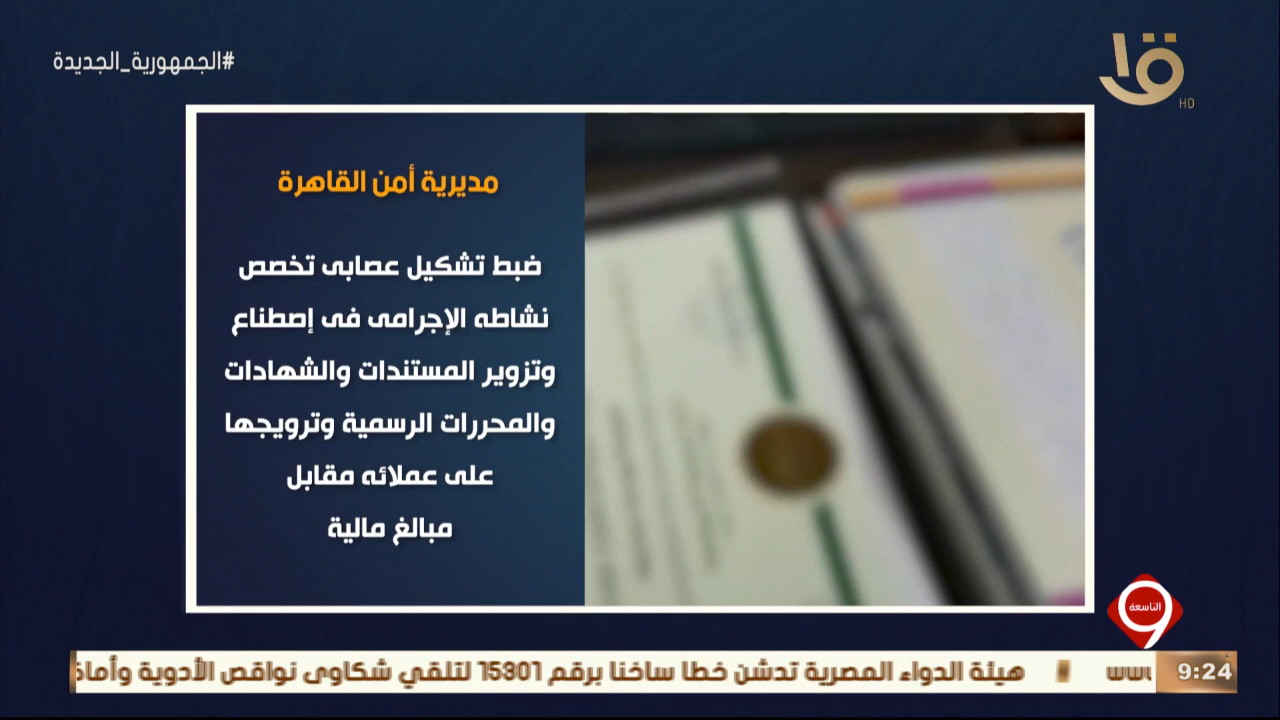 #الجمهورية_الجديدة
HD
مديرية أمن القاهرة
ضبط تشكيل عصابى تخصص
نشاطه الإجرامى فى إصطناع
وتزوير المستندات والشهادات
والمحررات الرسمية وترويجها
على عملائه مقابل
مبالغ مالية
التاسعة
9
هيئة الدواء المصرية تدشن خطا ساخنا برقم 15301 لتلقي شكاوى نواقص الأدوية
9:24